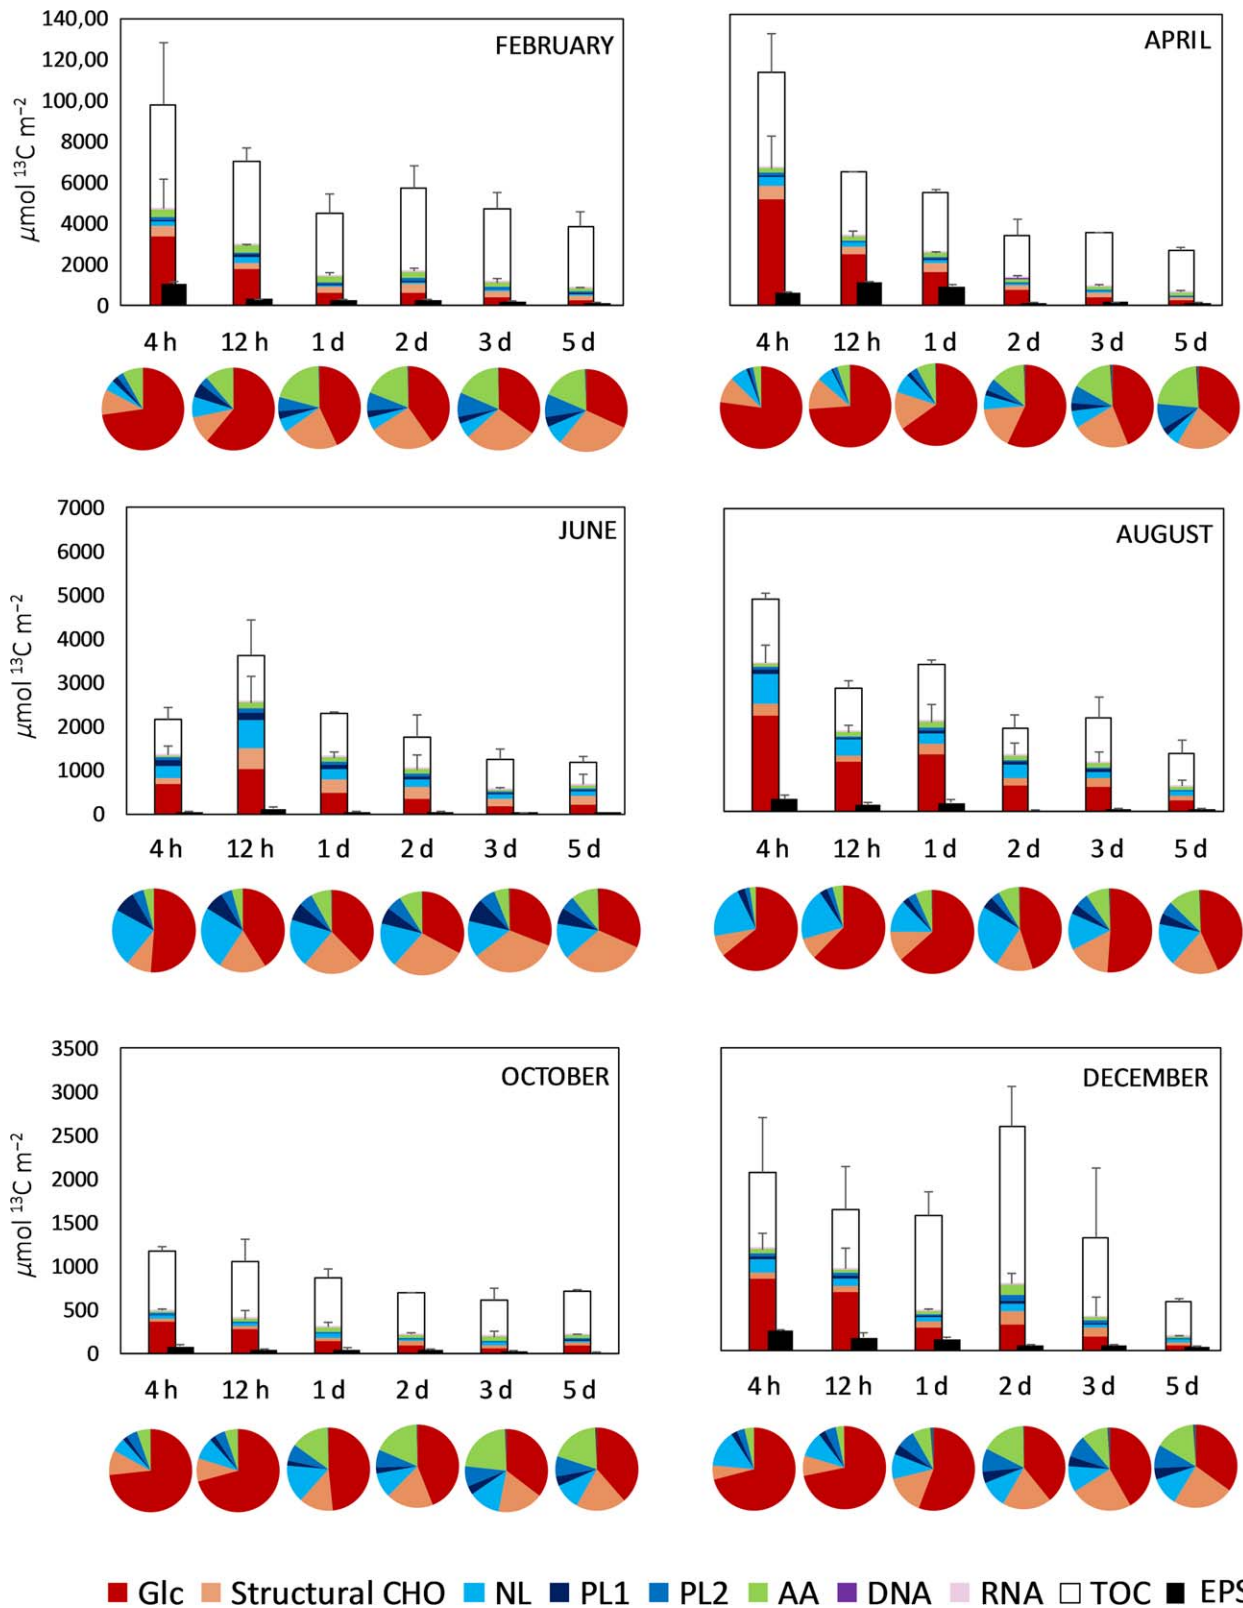 140,00
120,00
100,00
8000
6000
4000
2000
0
µmol ¹³C m⁻²
FEBRUARY
4 h 12 h 1 d 2 d 3 d 5 d
APRIL
4 h 12 h 1 d 2 d 3 d 5 d
7000
6000
5000
4000
3000
2000
1000
0
µmol ¹³C m⁻²
JUNE
4 h 12 h 1 d 2 d 3 d 5 d
AUGUST
4 h 12 h 1 d 2 d 3 d 5 d
3500
3000
2500
2000
1500
1000
500
0
µmol ¹³C m⁻²
OCTOBER
4 h 12 h 1 d 2 d 3 d 5 d
DECEMBER
4 h 12 h 1 d 2 d 3 d 5 d
Glc Structural CHO NL PL1 PL2 AA DNA RNA TOC EPS